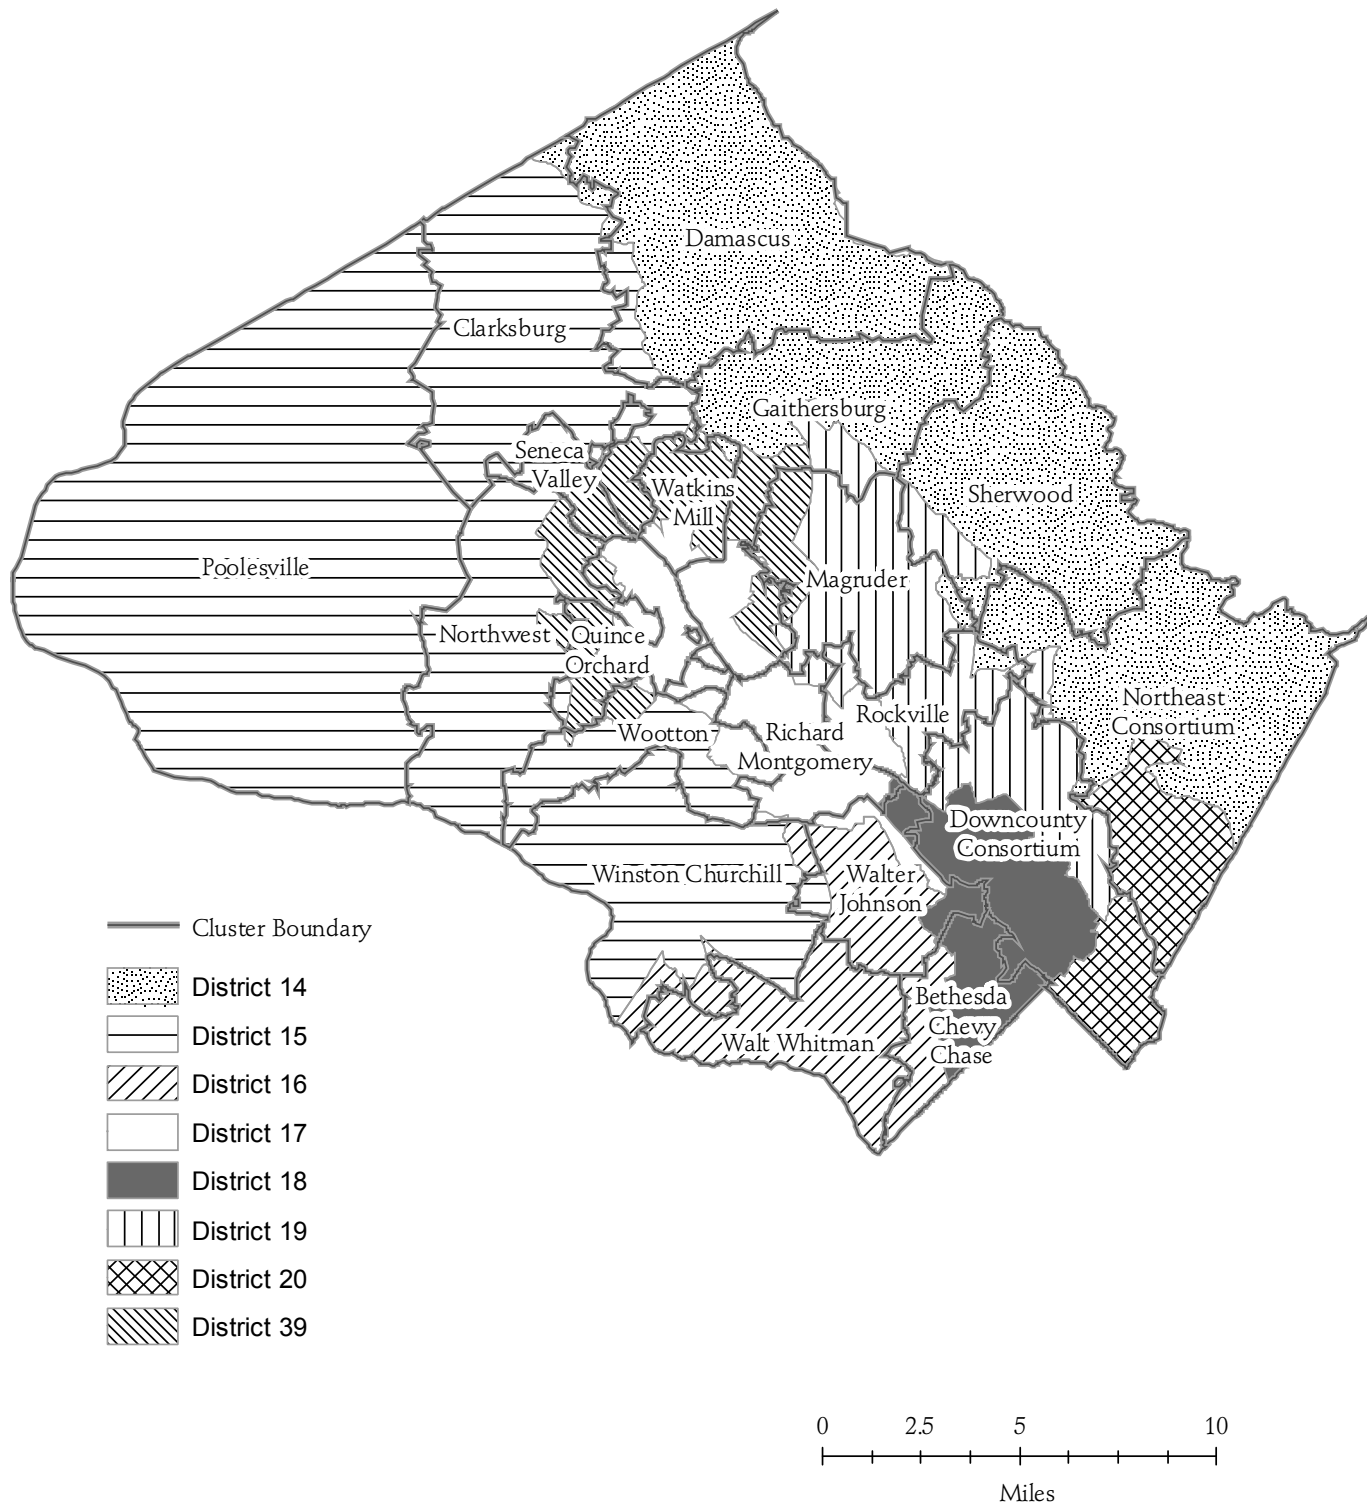 Damascus
Clarksburg
Gaithersburg
Seneca
Valley
Watkins
Mill
Sherwood
Poolesville
Magruder
Northwest
Quince
Orchard
Northeast
Consortium
Rockville
Wootton
Richard
Montgomery
Downcounty
Consortium
Winston Churchill
Walter
Johnson
Bethesda
Chevy
Chase
Walt Whitman
Cluster Boundary
District 14
District 15
District 16
District 17
District 18
District 19
District 20
District 39
0 2.5 5 10
Miles